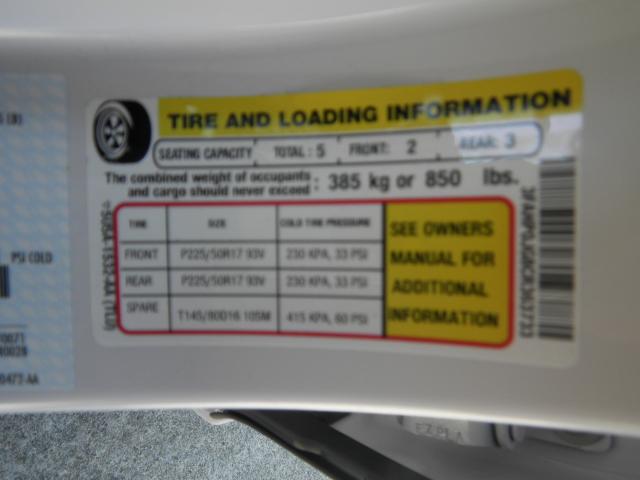 TIRE AND LOADING INFORMATION
SEATING CAPACITY TOTAL : 5 FRONT: 2 REAR: 3
The combined weight of occupants and cargo should never exceed : 385 kg or 850 lbs.
TIRE SIZE COLD TIRE PRESSURE
FRONT P225/50R17 93V 230 KPA, 33 PSI
REAR P225/50R17 93V 230 KPA, 33 PSI
SPARE T145/80D16 105M 415 KPA, 60 PSI
SEE OWNERS
MANUAL FOR
ADDITIONAL
INFORMATION
PSI COLD